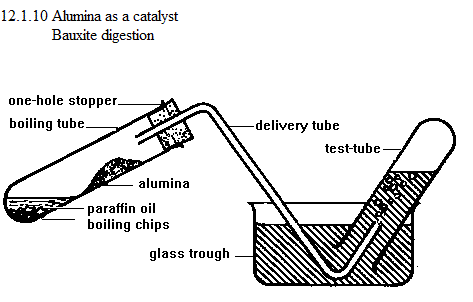 12.1.10 Alumina as a catalyst
Bauxite digestion
one-hole stopper
boiling tube
delivery tube
test-tube
alumina
paraffin oil
boiling chips
glass trough